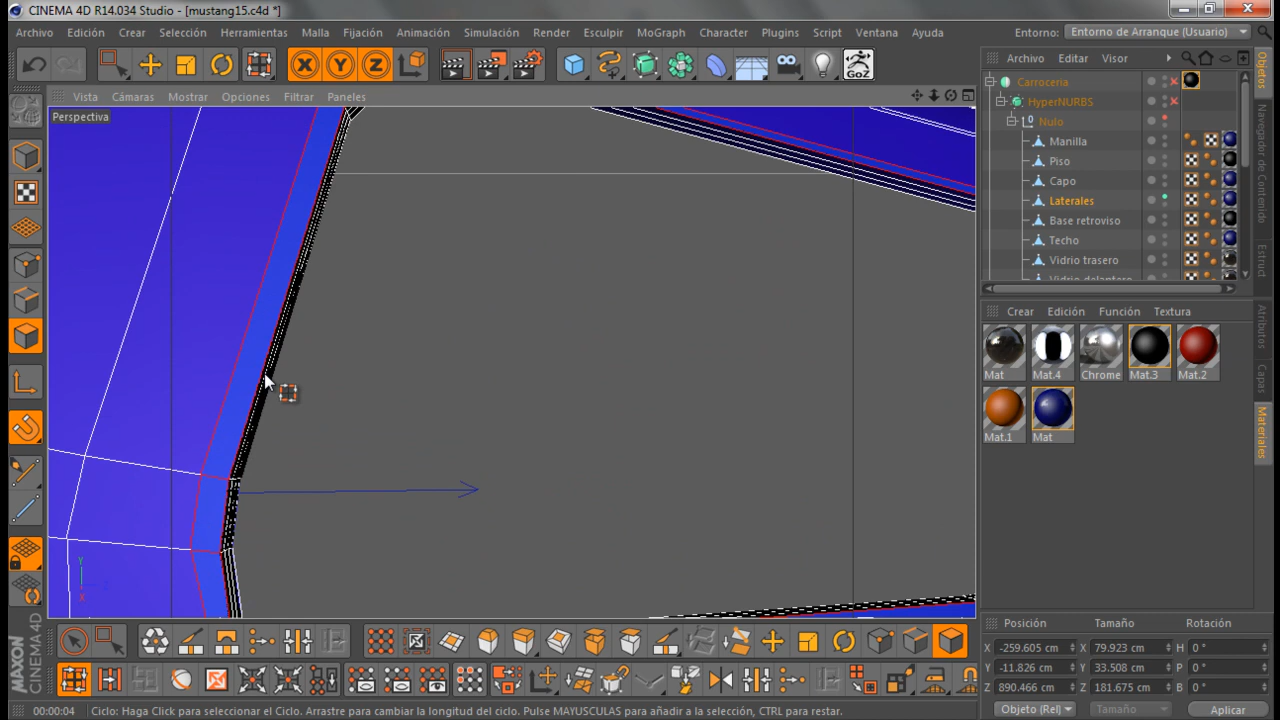 CINEMA 4D R14.034 Studio - [mustang15.c4d *]
Archivo Edición Crear Selección Herramientas Malla Fijación Animación Simulación Render Esculpir MoGraph Character Plugins Script Ventana Ayuda Entorno: Entorno de Arranque (Usuario)
X Y Z GoZ
Archivo Editar Visor
Vista Cámaras Mostrar Opciones Filtrar Paneles
Perspectiva
Carroceria
HyperNURBS
Nulo
Manilla
Piso
Capo
Laterales
Base retroviso
Techo
Vidrio trasero
Vidrio delantero
Objetos
Navegador de Contenido
Estruct
Crear Edición Función Textura
Mat Mat.4 Chrome Mat.3 Mat.2
Mat.1 Mat
Atributos
Capas
Materiales
Y
X
Posición Tamaño Rotación
X -259.605 cm X 79.923 cm H 0 °
Y -11.826 cm Y 33.508 cm P 0 °
Z 890.466 cm Z 181.675 cm B 0 °
Objeto (Rel) Tamaño Aplicar
MAXON
CINEMA 4D
00:00:04 Ciclo: Haga Click para seleccionar el Ciclo. Arrastre para cambiar la longitud del ciclo. Pulse MAYUSCULAS para añadir a la selección, CTRL para restar.